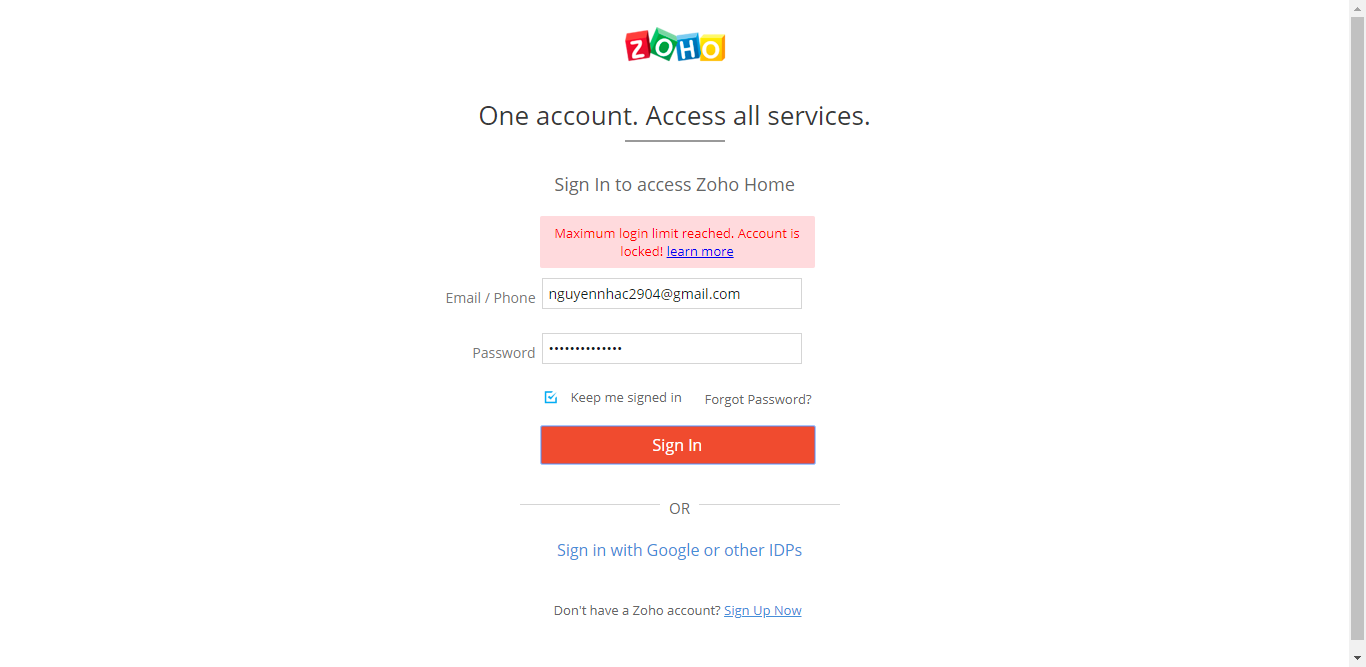 ZOHO
One account. Access all services.
Sign In to access Zoho Home
Maximum login limit reached. Account is
locked! learn more
Email / Phone nguyennhac2904@gmail.com
Password ••••••••••••••
Keep me signed in Forgot Password?
Sign In
OR
Sign in with Google or other IDPs
Don't have a Zoho account? Sign Up Now